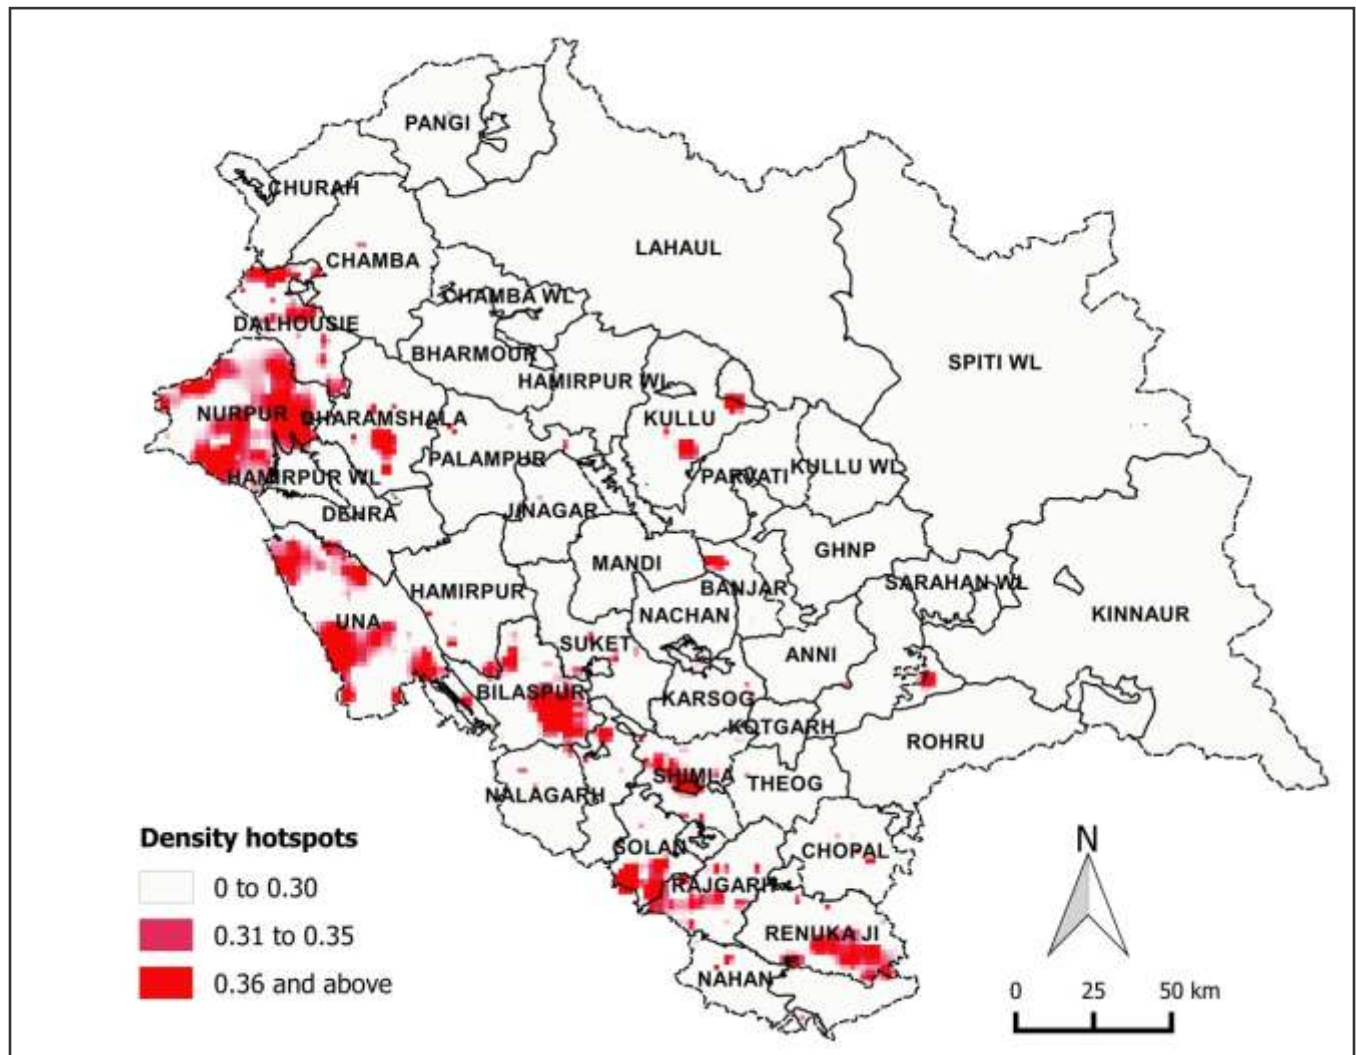 PANGI
CHURAH
LAHAUL
CHAMBA
CHAMBA WL
DALHOUSIE
BHARMOUR
SPITI WL
HAMIRPUR WL
NURPUR
DHARAMSHALA
KULLU
PALAMPUR
KULLU WL
HAMIRPUR WL
PARVATI
DEHRA
JINAGAR
GHNP
MANDI
SARAHAN WL
HAMIRPUR
BANJAR
KINNAUR
NACHAN
UNA
SUKET
ANNI
BILASPUR
KARSOG
KOTGARH
ROHRU
SHIMLA
THEOG
NALAGARH
SOLAN
CHOPAL
RAJGARH
RENUKA JI
NAHAN
Density hotspots
0 to 0.30
0.31 to 0.35
0.36 and above
N
0 25 50 km